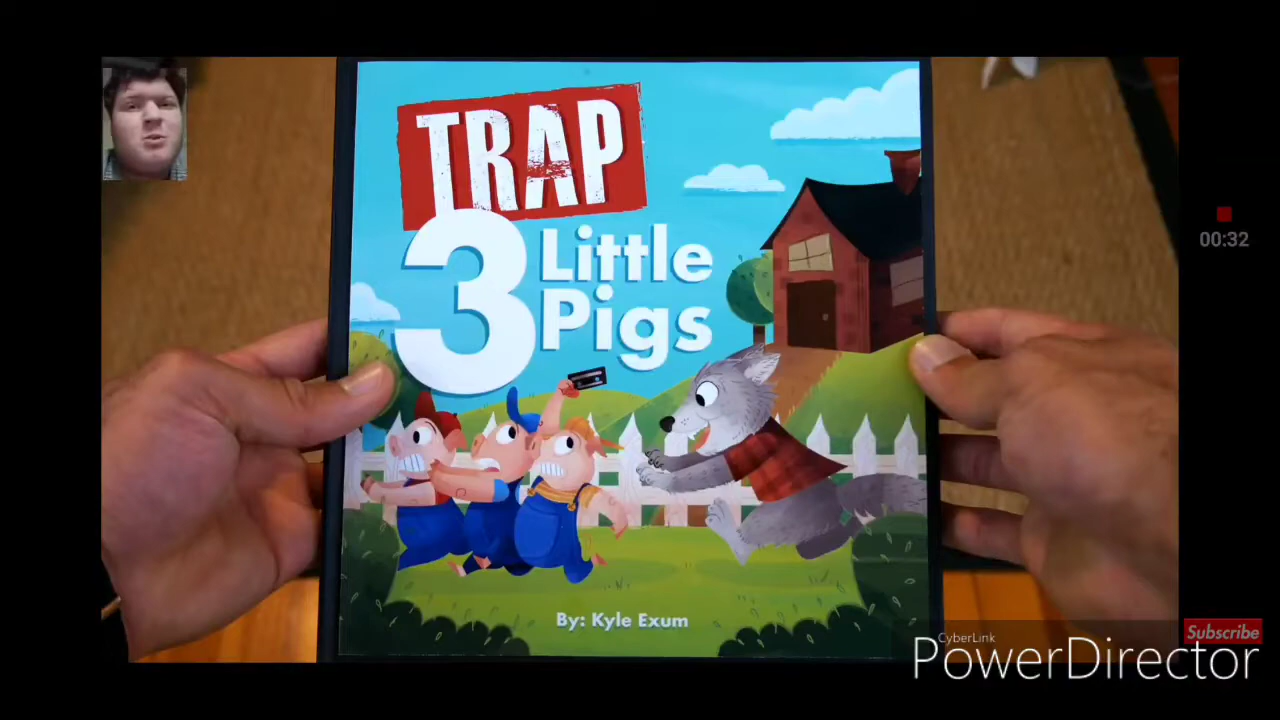 TRAP
3 Little
Pigs
By: Kyle Exum
00:32
Subscribe
CyberLink
PowerDirector